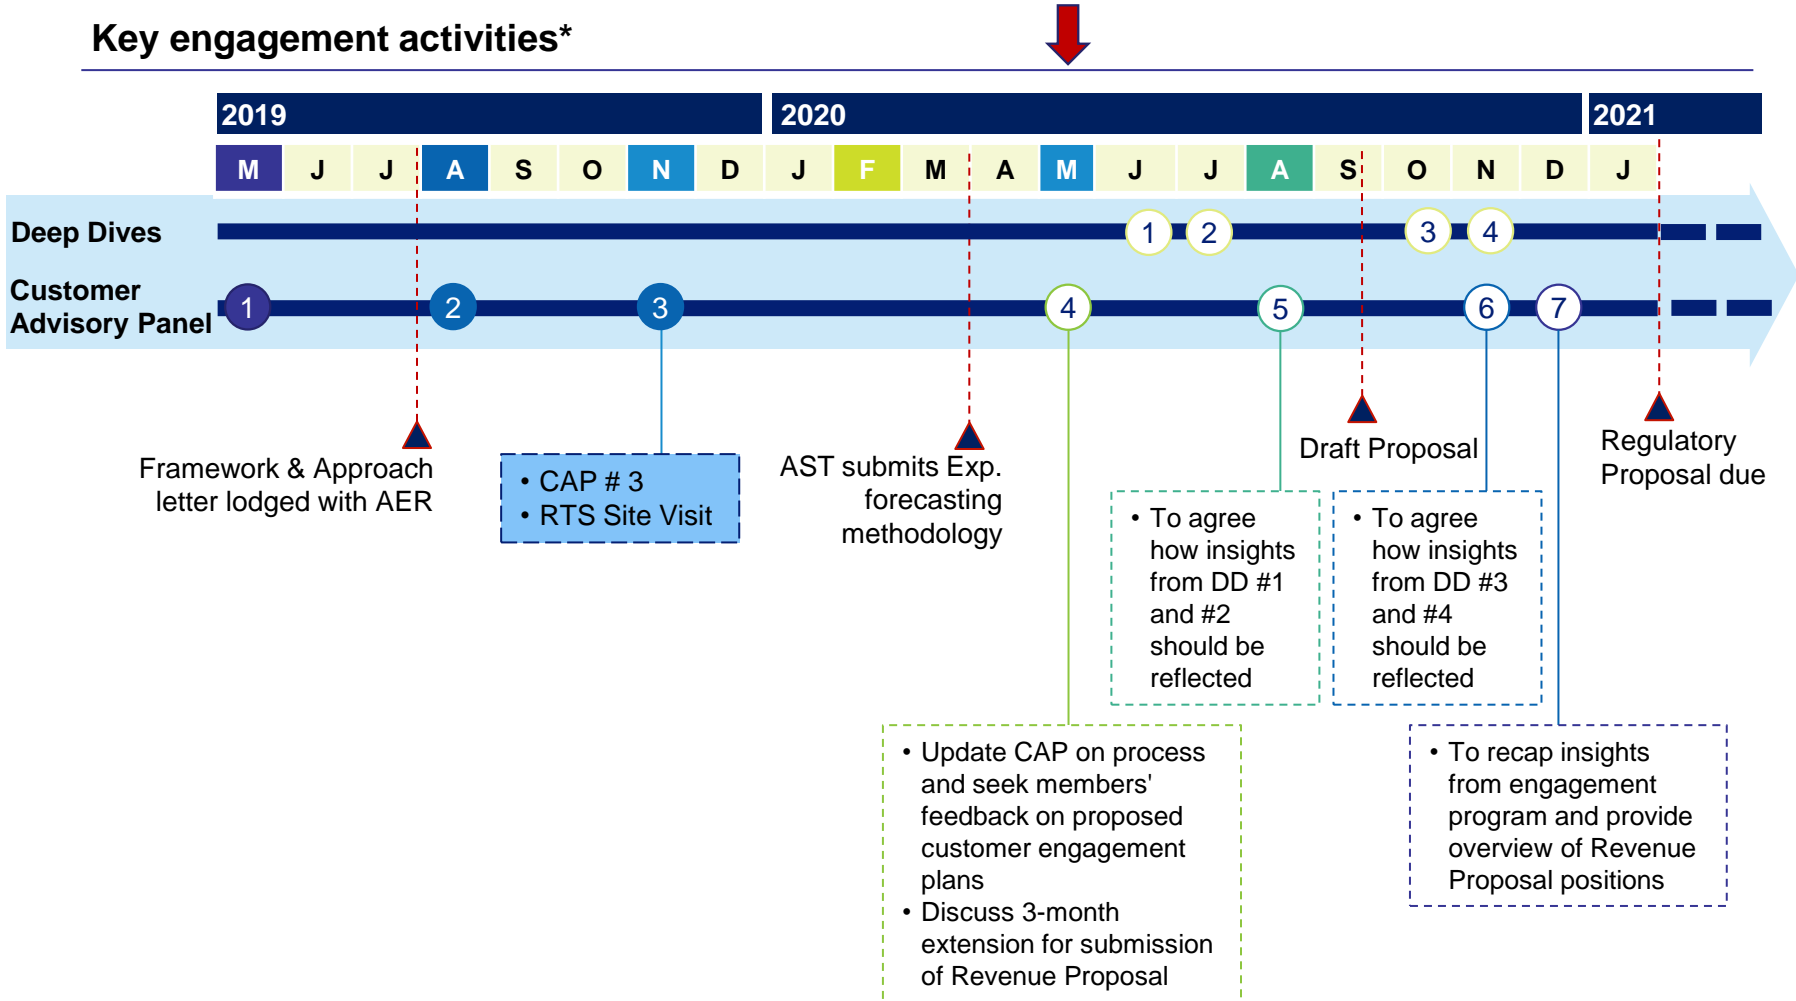 Key engagement activities*
2019
2020
2021
M J J A S O N D J F M A M J J A S O N D J
Deep Dives
1 2 3 4
Customer
Advisory Panel
1 2 3 4 5 6 7
Framework & Approach
letter lodged with AER
• CAP # 3
• RTS Site Visit
AST submits Exp.
forecasting
methodology
Draft Proposal
Regulatory
Proposal due
• To agree
how insights
from DD #1
and #2
should be
reflected
• To agree
how insights
from DD #3
and #4
should be
reflected
• Update CAP on process
and seek members'
feedback on proposed
customer engagement
plans
• Discuss 3-month
extension for submission
of Revenue Proposal
• To recap insights
from engagement
program and provide
overview of Revenue
Proposal positions